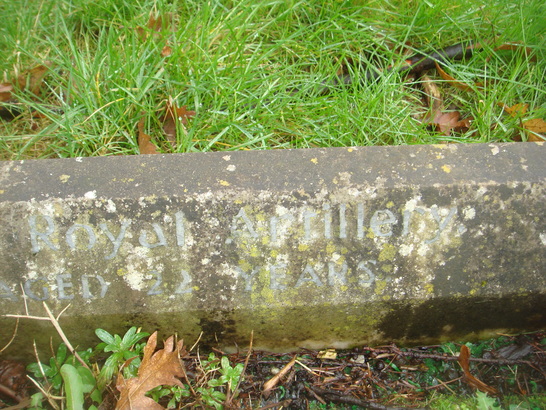 Royal Artillery,
AGED 22 YEARS.